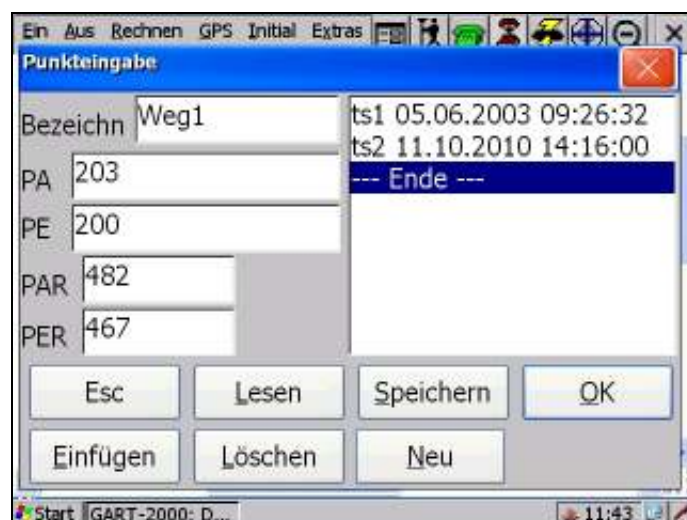 Ein Aus Rechnen GPS Initial Extras
Punkteingabe
Bezeichn Weg1
PA 203
PE 200
PAR 482
PER 467
ts1 05.06.2003 09:26:32
ts2 11.10.2010 14:16:00
--- Ende ---
Esc Lesen Speichern OK
Einfügen Löschen Neu
Start GART-2000: D... 11:43